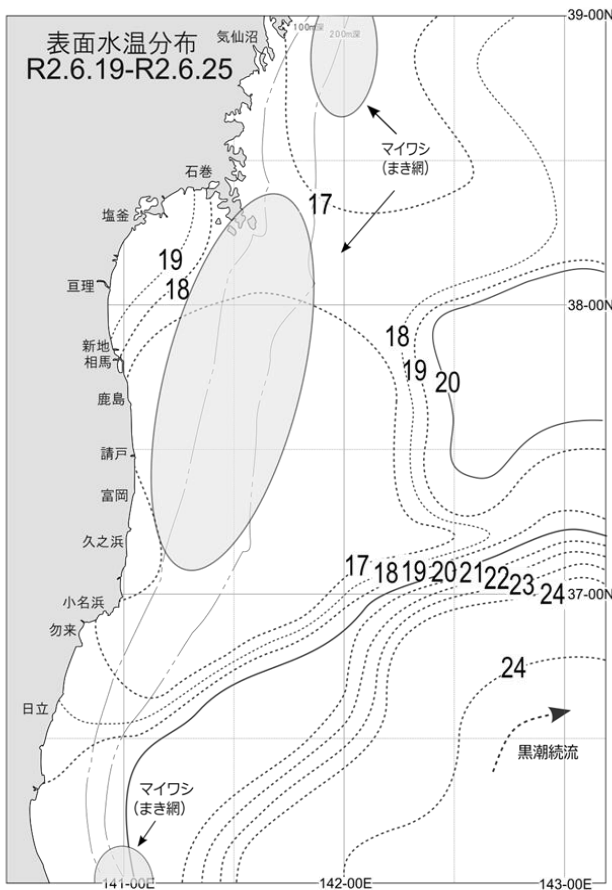 表面水温分布
R2.6.19-R2.6.25
気仙沼
100m深
200m深
39-00N
マイワシ
(まき網)
石巻
17
塩釜
19
18
亘理
38-00N
新地
相馬
18
19
20
鹿島
請戸
富岡
久之浜
17
18
19
20
21
22
23
24
37-00N
小名浜
勿来
24
日立
黒潮続流
マイワシ
(まき網)
141-00E
142-00E
143-00E